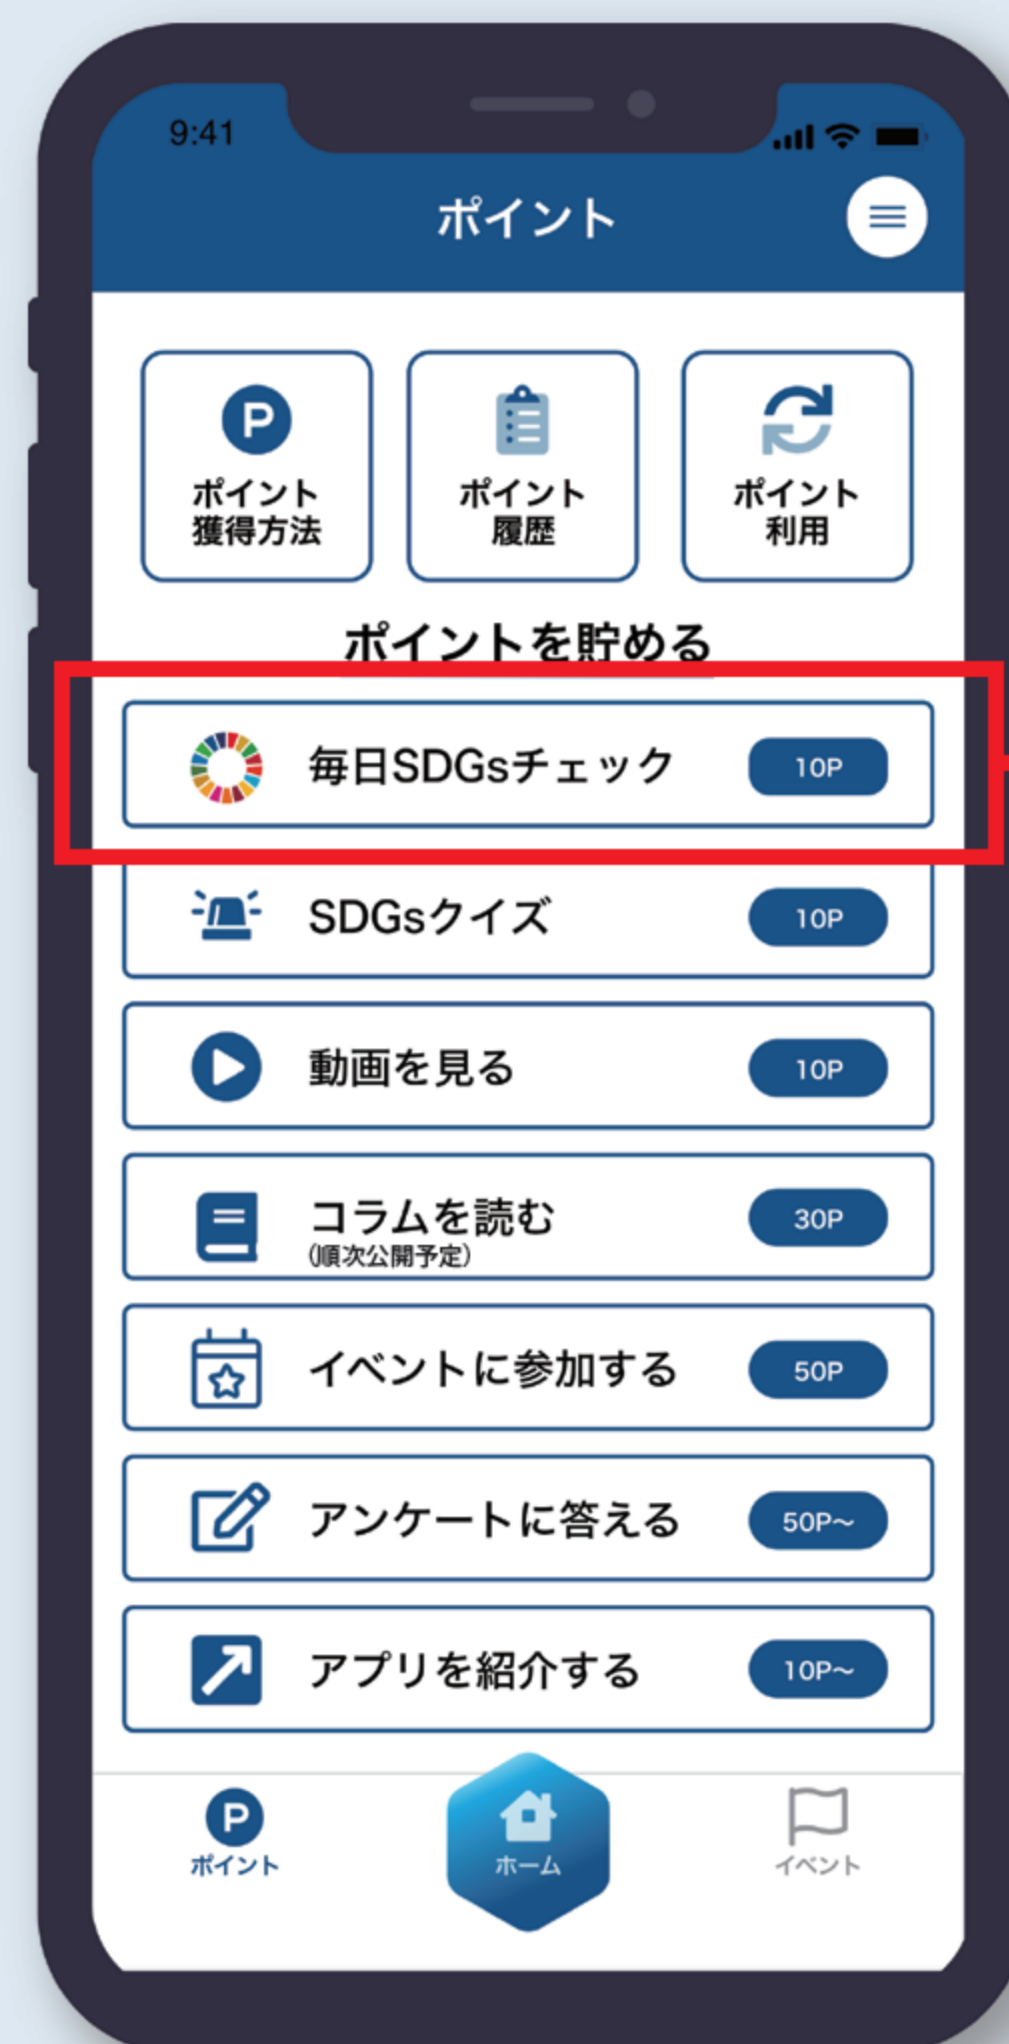 9:41
ポイント
P
ポイント
獲得方法
ポイント
履歴
ポイント
利用
ポイントを貯める
毎日SDGsチェック
10P
SDGsクイズ
10P
動画を見る
10P
コラムを読む
30P
(順次公開予定)
イベントに参加する
50P
アンケートに答える
50P～
アプリを紹介する
10P～
P
ポイント
ホーム
イベント